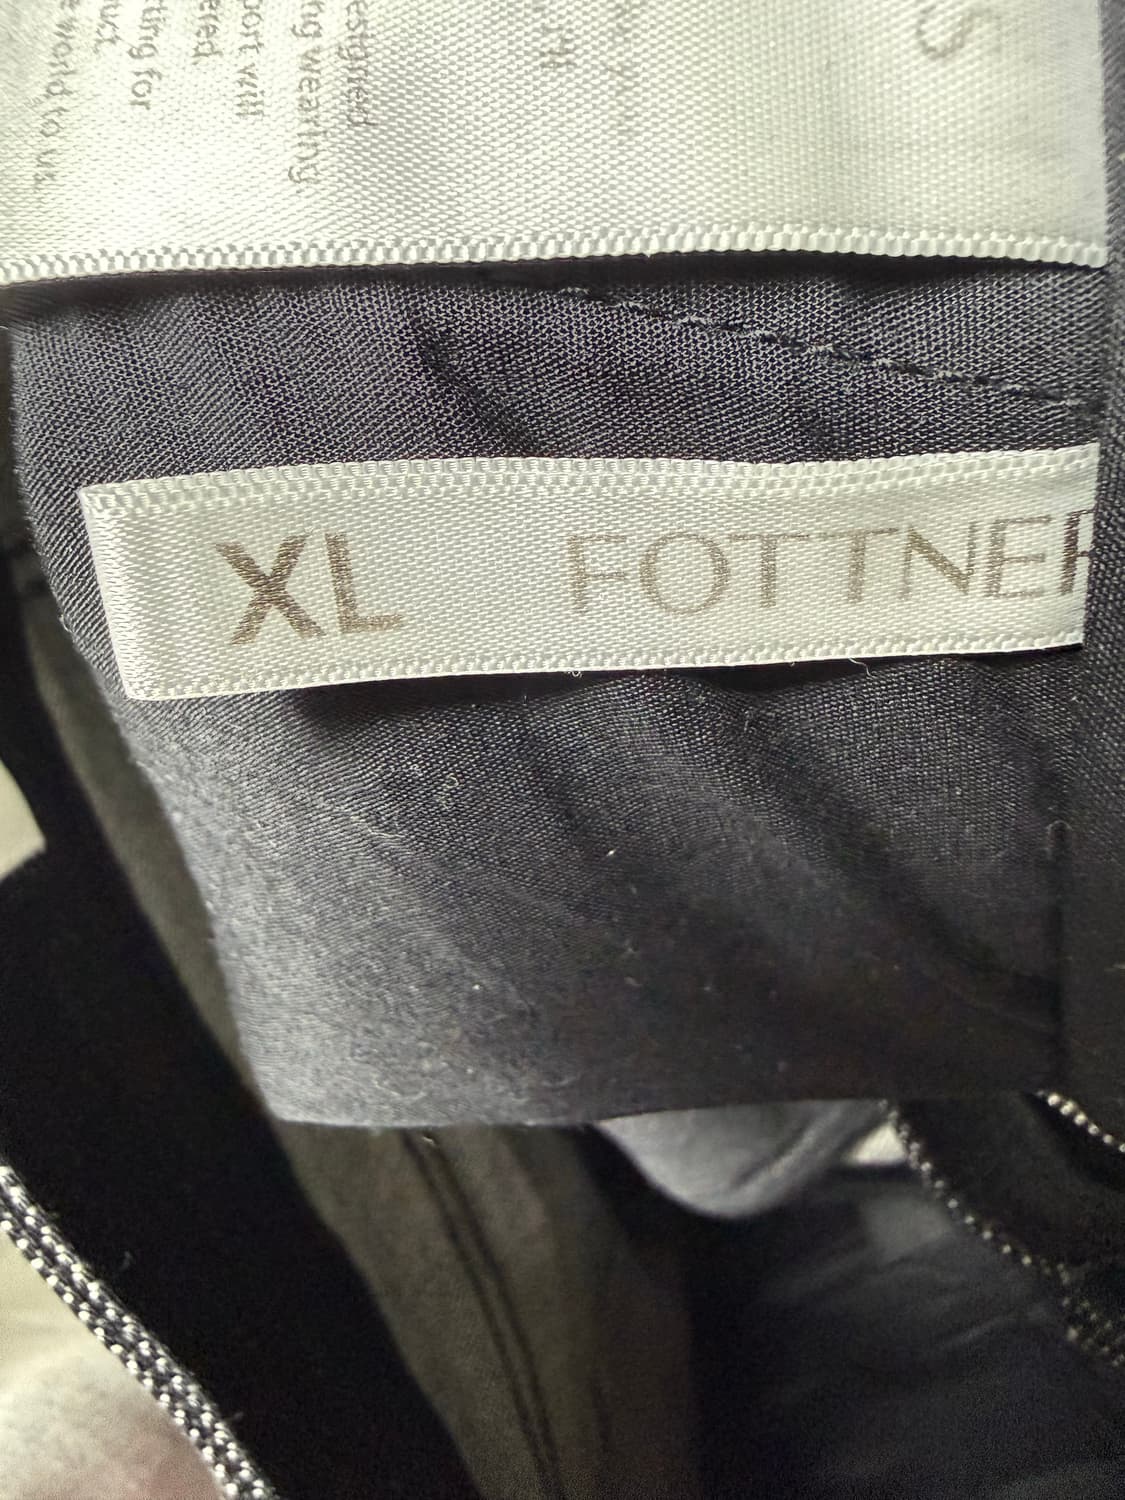 XL FOTTNER
esigned
ng wearing
port will
ered
ting for
uct.
e world to us.